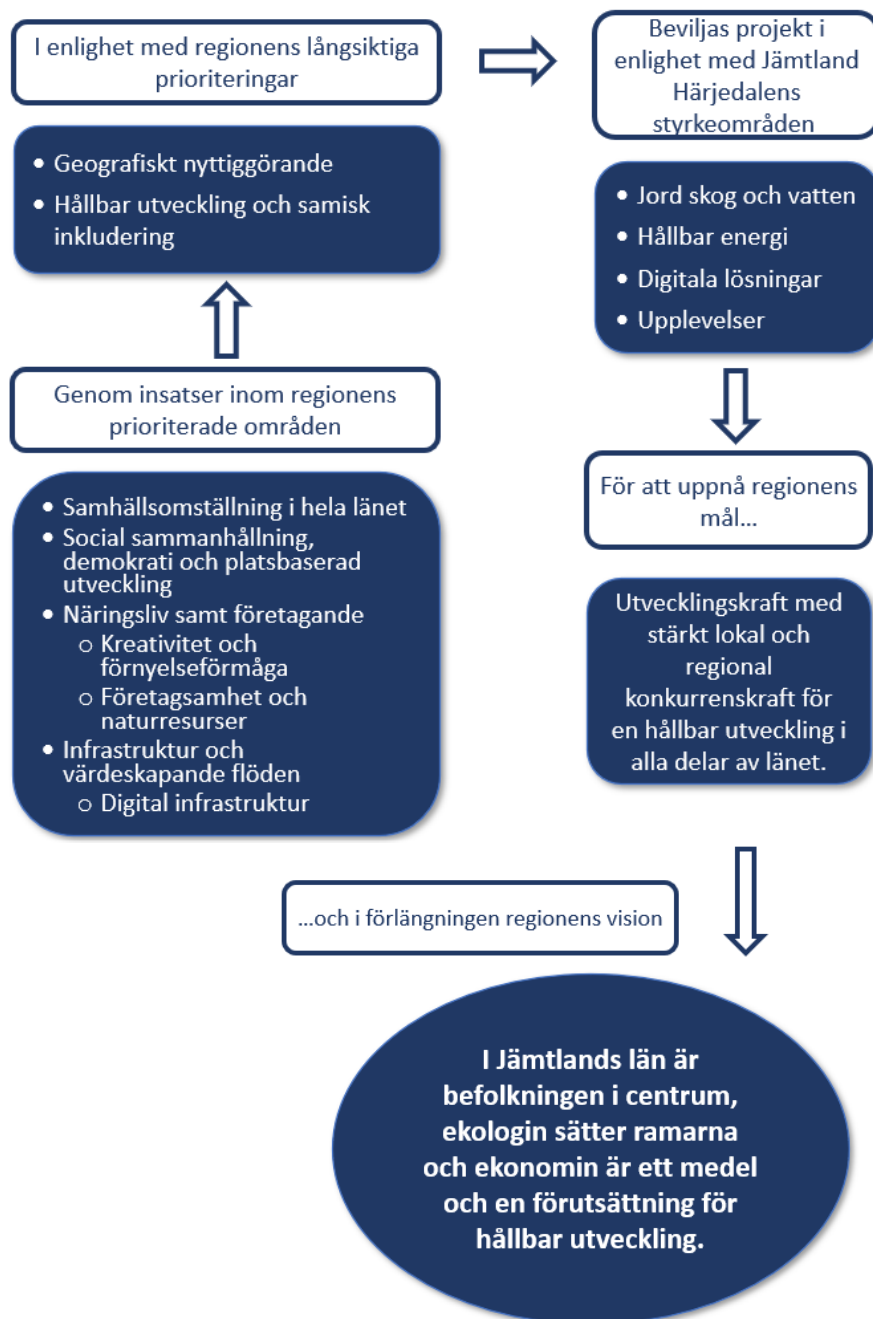 I enlighet med regionens långsiktiga
prioriteringar
• Geografiskt nyttiggörande
• Hållbar utveckling och samisk
inkludering
Beviljas projekt i
enlighet med Jämtland
Härjedalens
styrkeområden
• Jord skog och vatten
• Hållbar energi
• Digitala lösningar
• Upplevelser
Genom insatser inom regionens
prioriterade områden
• Samhällsomställning i hela länet
• Social sammanhållning,
demokrati och platsbaserad
utveckling
• Näringsliv samt företagande
o Kreativitet och
förnyelseförmåga
o Företagsamhet och
naturresurser
• Infrastruktur och
värdeskapande flöden
o Digital infrastruktur
För att uppnå regionens
mål...
Utvecklingskraft med
stärkt lokal och
regional
konkurrenskraft för
en hållbar utveckling i
alla delar av länet.
...och i förlängningen regionens vision
I Jämtlands län är
befolkningen i centrum,
ekologin sätter ramarna
och ekonomin är ett medel
och en förutsättning för
hållbar utveckling.